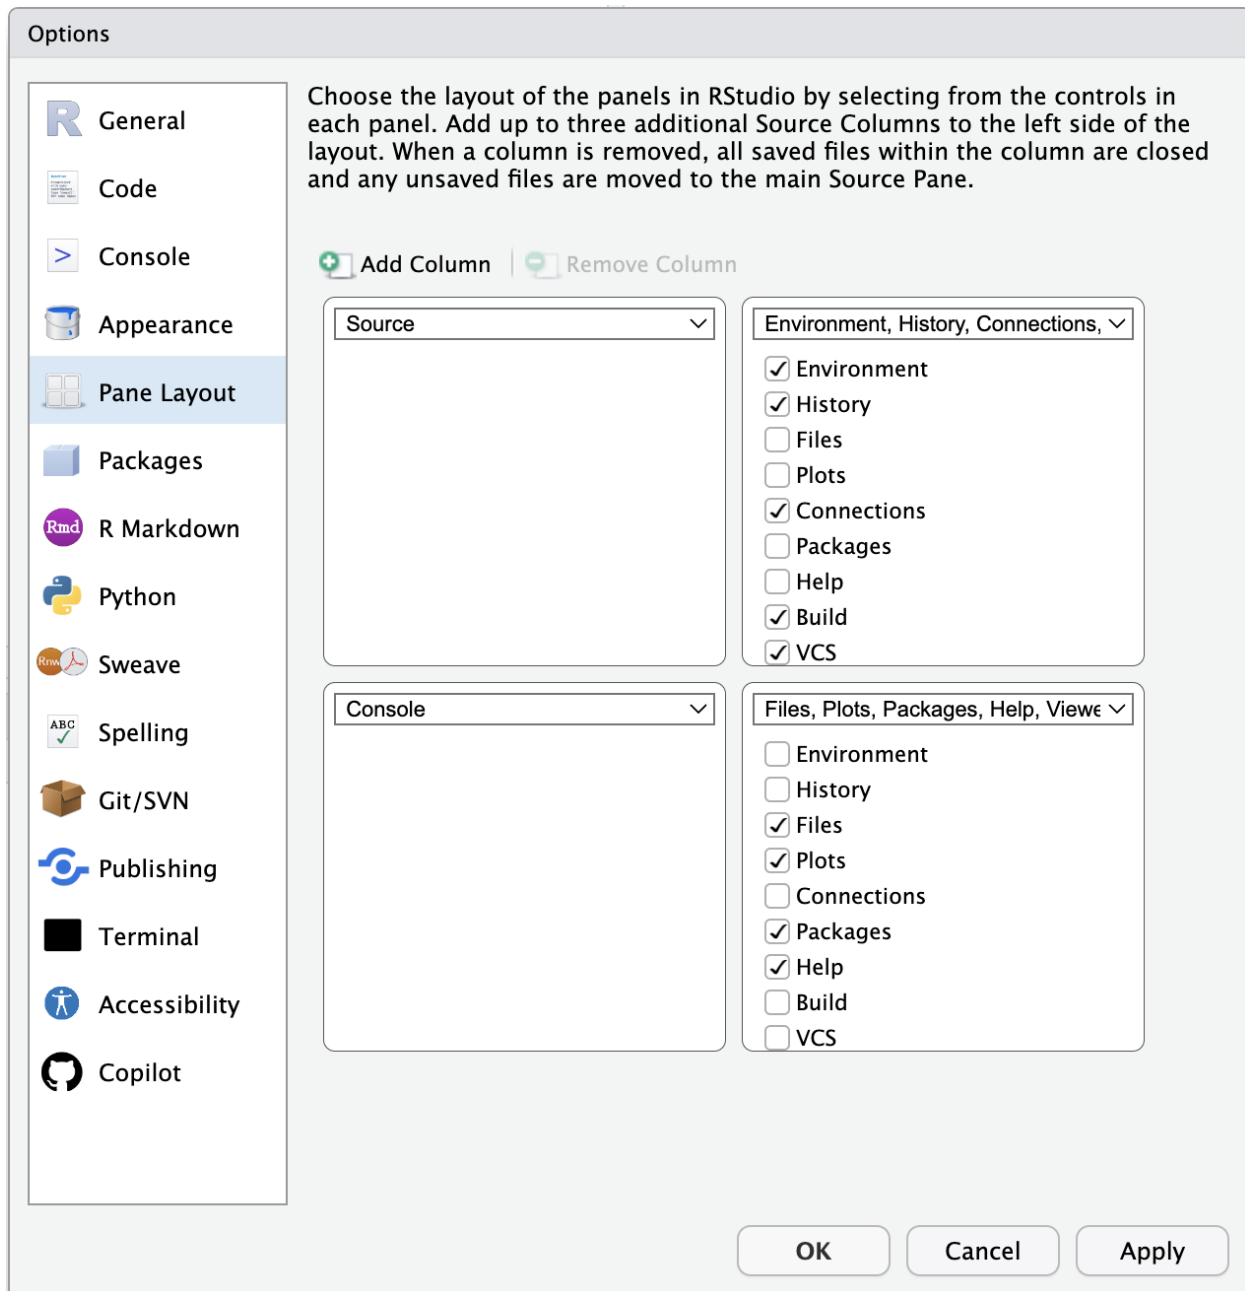 Options
General
Code
Console
Appearance
Pane Layout
Packages
Rmd R Markdown
Python
Rnw Sweave
ABC Spelling
Git/SVN
Publishing
Terminal
Accessibility
Copilot
Choose the layout of the panels in RStudio by selecting from the controls in
each panel. Add up to three additional Source Columns to the left side of the
layout. When a column is removed, all saved files within the column are closed
and any unsaved files are moved to the main Source Pane.
Add Column Remove Column
Source
Environment, History, Connections,
Environment
History
Files
Plots
Connections
Packages
Help
Build
VCS
Console
Files, Plots, Packages, Help, Viewe
Environment
History
Files
Plots
Connections
Packages
Help
Build
VCS
OK Cancel Apply